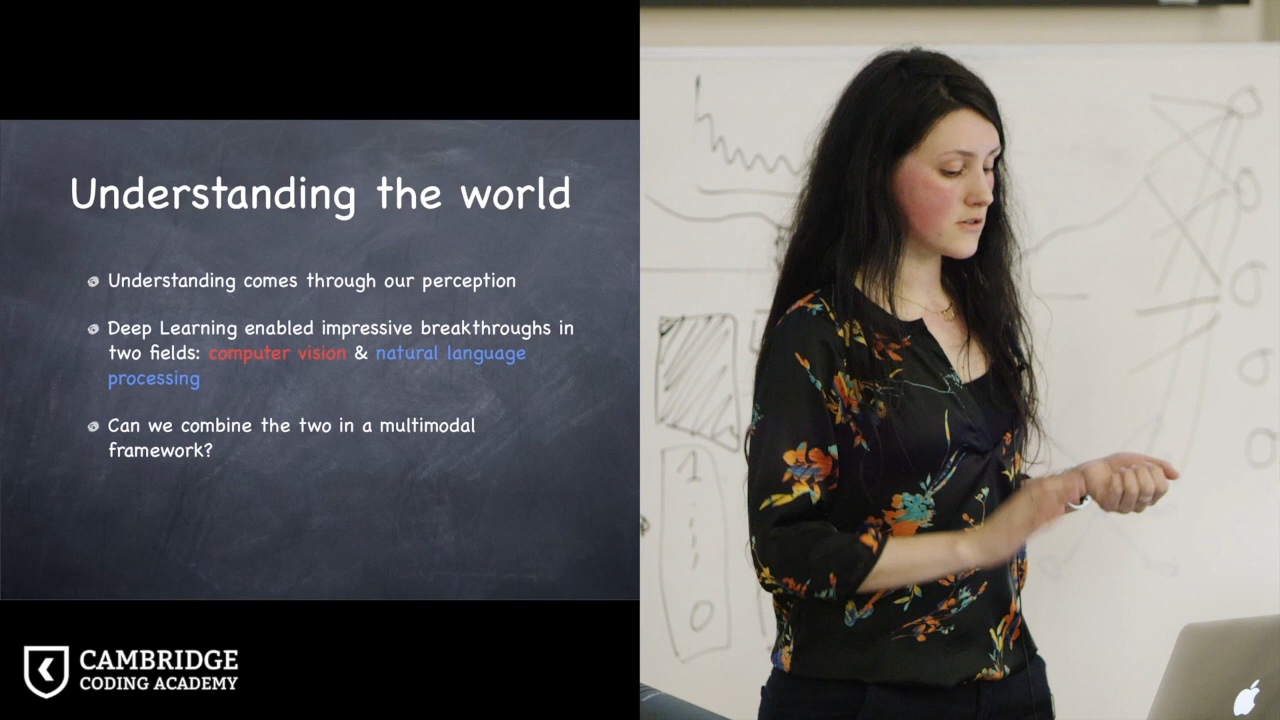 Understanding the world
Understanding comes through our perception
Deep Learning enabled impressive breakthroughs in
two fields: computer vision & natural language
processing
Can we combine the two in a multimodal
framework?
CAMBRIDGE
CODING ACADEMY